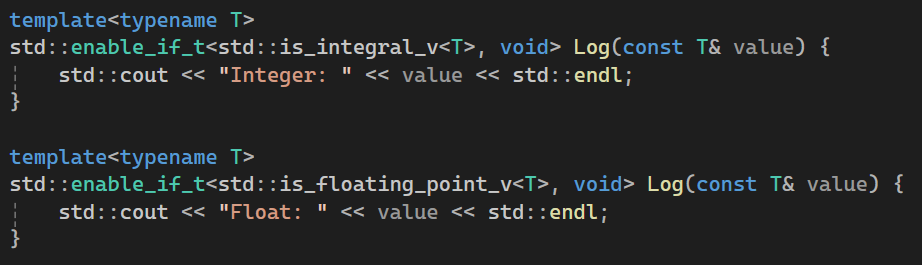 template<typename T>
std::enable_if_t<std::is_integral_v<T>, void> Log(const T& value) {
    std::cout << "Integer: " << value << std::endl;
}

template<typename T>
std::enable_if_t<std::is_floating_point_v<T>, void> Log(const T& value) {
    std::cout << "Float: " << value << std::endl;
}